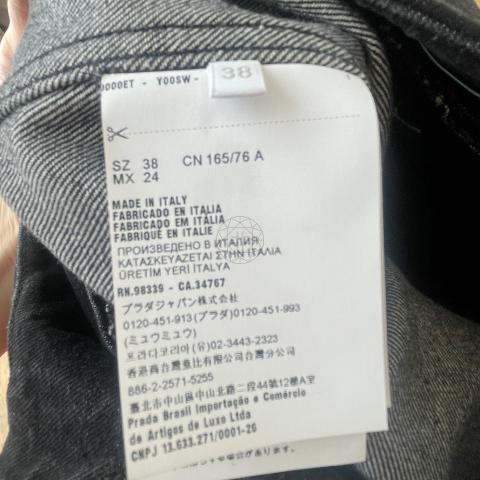 0000ET - Y00SW -
38
SZ 38 CN 165/76 A
MX 24
MADE IN ITALY
FABRICADO EN ITALIA
FABRICADO EM ITALIA
FABRIQUÉ EN ITALIE
ПРОИЗВЕДЕНО В ИТАЛИЯ
ΚΑΤΑΣΚΕΥΑΖΕΤΑΙ ΣΤΗΝ ΙΤΑΛΙΑ
ÜRETİM YERİ İTALYA
RN.98339 - CA.34767
プラダジャパン株式会社
0120-451-913(プラダ)/0120-451-993
(ミュウミュウ)
프라다코리아(유)02-3443-2323
香港商台灣普比有限公司台灣分公司
886-2-2571-5255
臺北市中山區中山北路二段44號12樓A室
Prada Brasil Importação e Comércio
de Artigos de Luxo Ltda
CNPJ 13.633.271/0001-26